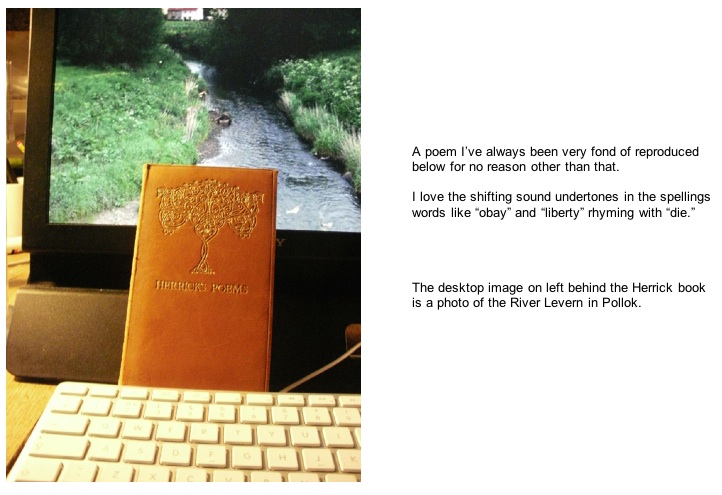 HERRICK'S POEMS
A poem I've always been very fond of reproduced
below for no reason other than that.
I love the shifting sound undertones in the spellings
words like “obay” and “liberty” rhyming with “die.”
The desktop image on left behind the Herrick book
is a photo of the River Levern in Pollok.